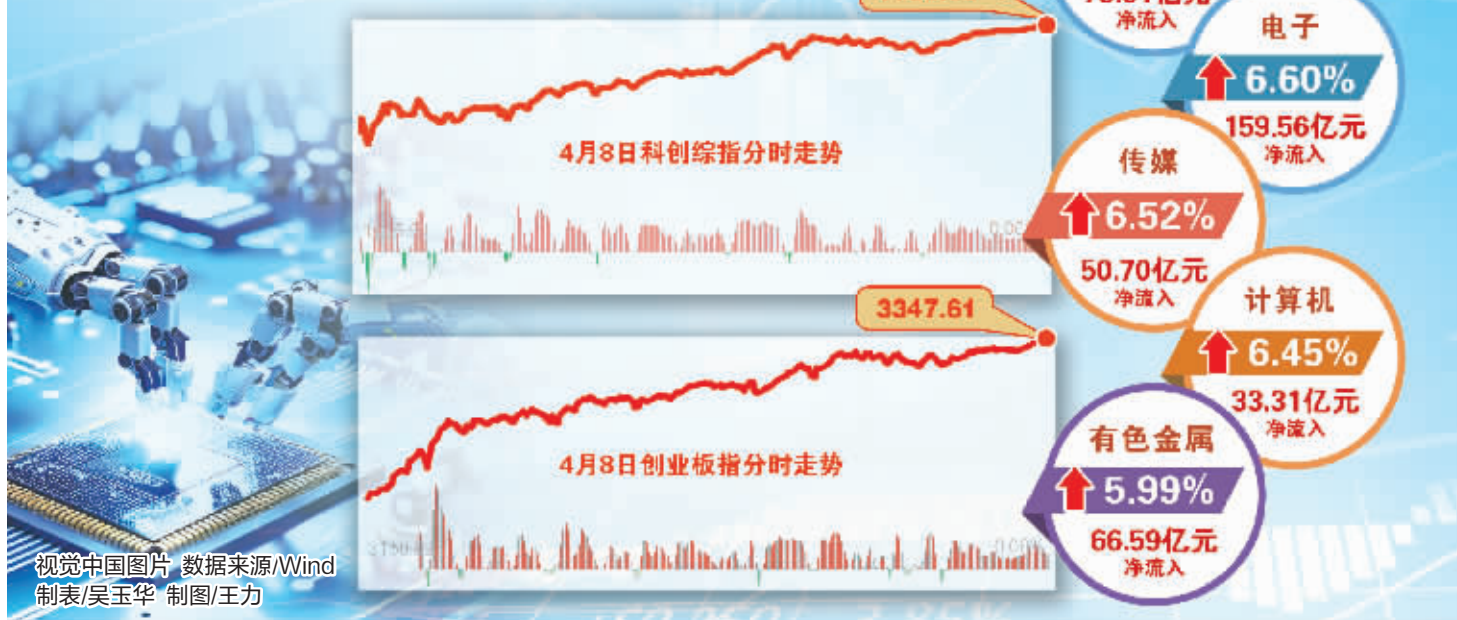 净流入
电子
6.60%
159.56亿元
净流入
4月8日科创综指分时走势
传媒
6.52%
50.70亿元
净流入
3347.61
计算机
6.45%
33.31亿元
净流入
4月8日创业板指分时走势
有色金属
5.99%
66.59亿元
净流入
视觉中国图片 数据来源/Wind
制表/吴玉华 制图/王力